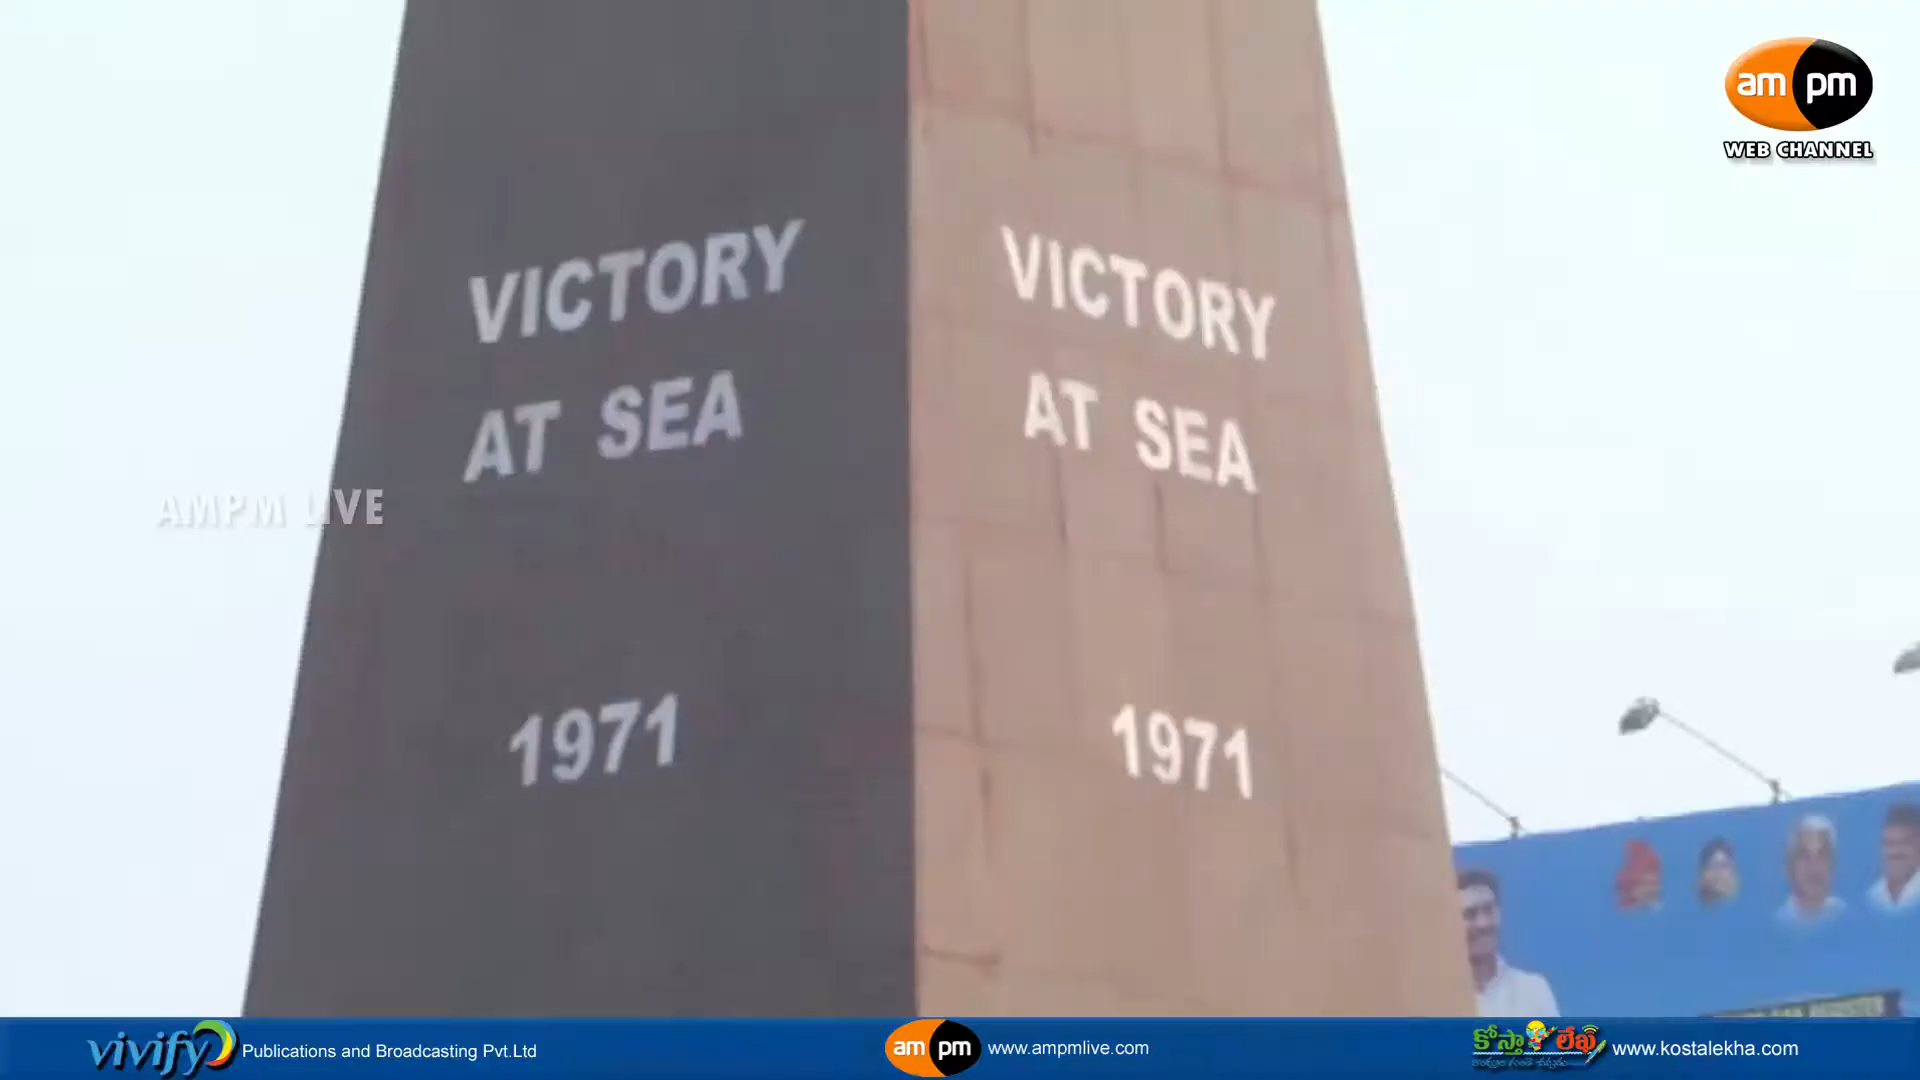 am pm
WEB CHANNEL
VICTORY
AT SEA
1971
VICTORY
AT SEA
1971
AMPM LIVE
vivify Publications and Broadcasting Pvt.Ltd
am pm www.ampmlive.com
కోస్తా లేఖ www.kostalekha.com